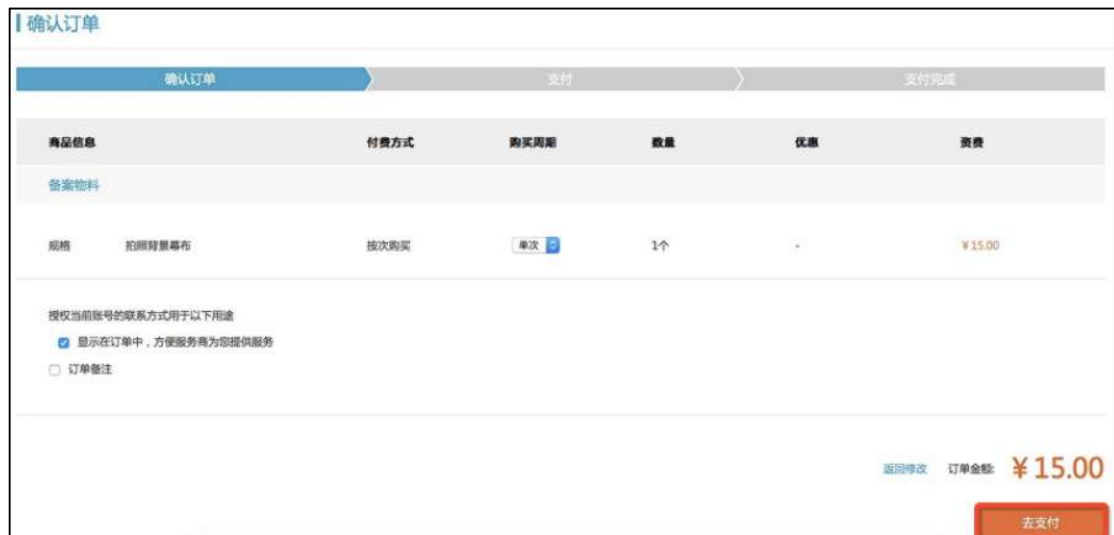 确认订单
确认订单 支付 支付完成
商品信息 付费方式 购买周期 数量 优惠 资费
备案物料
规格 拍照背景幕布 按次购买 单次 1个 - ¥15.00
授权当前账号的联系方式用于以下用途
显示在订单中，方便服务商为您提供服务
订单备注
返回修改 订单金额: ¥15.00
去支付